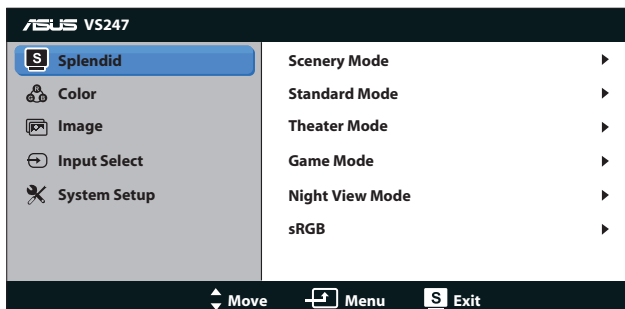 ASUS VS247
S Splendid
Color
Image
Input Select
System Setup
Scenery Mode
Standard Mode
Theater Mode
Game Mode
Night View Mode
sRGB
Move Menu S Exit